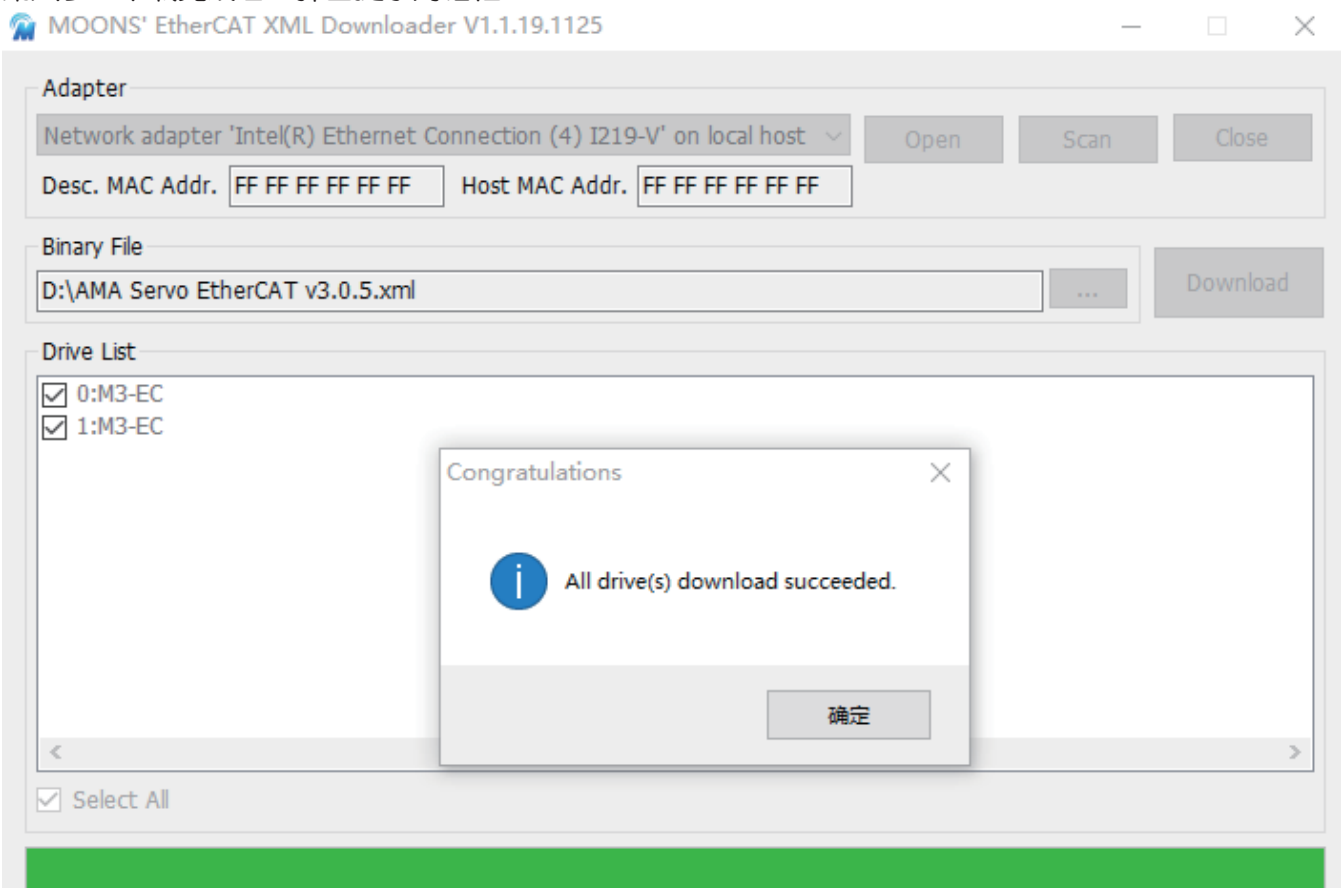 MOONS' EtherCAT XML Downloader V1.1.19.1125
Adapter
Network adapter 'Intel(R) Ethernet Connection (4) I219-V' on local host
Open
Scan
Close
Desc. MAC Addr. FF FF FF FF FF FF Host MAC Addr. FF FF FF FF FF FF
Binary File
D:\AMA Servo EtherCAT v3.0.5.xml
...
Download
Drive List
0:M3-EC
1:M3-EC
Congratulations
All drive(s) download succeeded.
确定
Select All